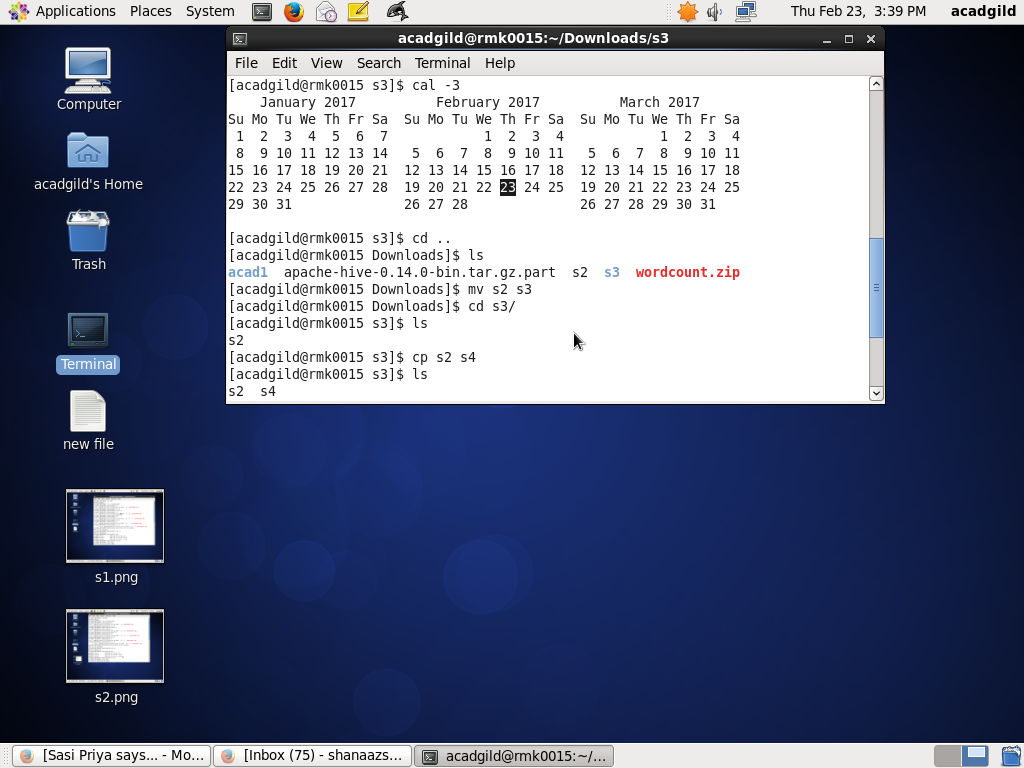 Applications Places System Thu Feb 23, 3:39 PM acadgild
acadgild@rmk0015:~/Downloads/s3
File Edit View Search Terminal Help
[acadgild@rmk0015 s3]$ cal -3
    January 2017          February 2017          March 2017
Su Mo Tu We Th Fr Sa  Su Mo Tu We Th Fr Sa  Su Mo Tu We Th Fr Sa
 1  2  3  4  5  6  7            1  2  3  4            1  2  3  4
 8  9 10 11 12 13 14   5  6  7  8  9 10 11   5  6  7  8  9 10 11
15 16 17 18 19 20 21  12 13 14 15 16 17 18  12 13 14 15 16 17 18
22 23 24 25 26 27 28  19 20 21 22 23 24 25  19 20 21 22 23 24 25
29 30 31              26 27 28              26 27 28 29 30 31
[acadgild@rmk0015 s3]$ cd ..
[acadgild@rmk0015 Downloads]$ ls
acad1  apache-hive-0.14.0-bin.tar.gz.part  s2  s3  wordcount.zip
[acadgild@rmk0015 Downloads]$ mv s2 s3
[acadgild@rmk0015 Downloads]$ cd s3/
[acadgild@rmk0015 s3]$ ls
s2
[acadgild@rmk0015 s3]$ cp s2 s4
[acadgild@rmk0015 s3]$ ls
s2  s4
Computer
acadgild's Home
Trash
Terminal
new file
s1.png
s2.png
[Sasi Priya says... - Mo... [Inbox (75) - shanaazs... acadgild@rmk0015:~/...